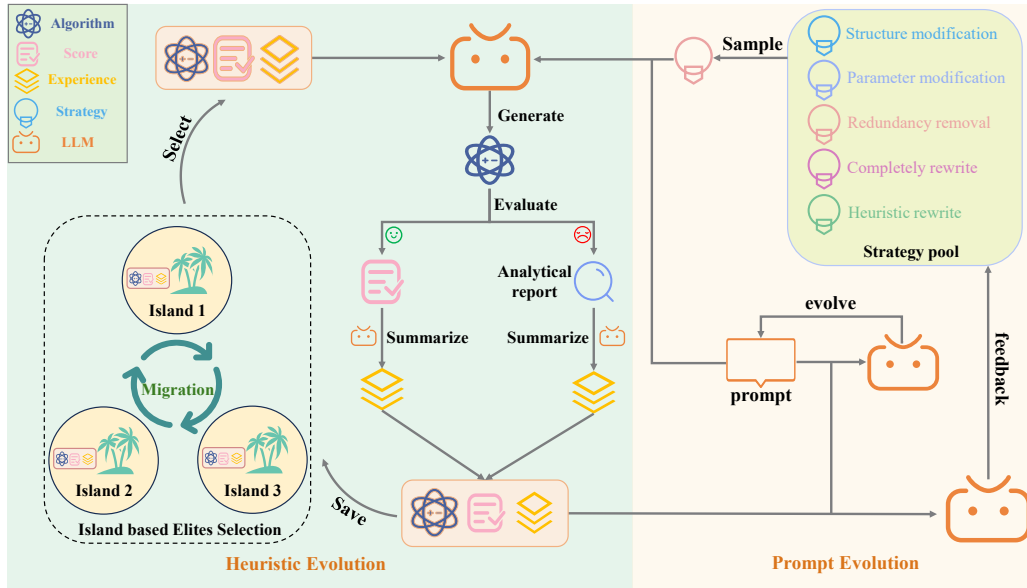 Algorithm
Score
Experience
Strategy
LLM
Select
Generate
Evaluate
Analytical
report
Summarize
Summarize
Island 1
Migration
Island 2
Island 3
Island based Elites Selection
Save
Heuristic Evolution
Sample
Structure modification
Parameter modification
Redundancy removal
Completely rewrite
Heuristic rewrite
Strategy pool
evolve
prompt
feedback
Prompt Evolution